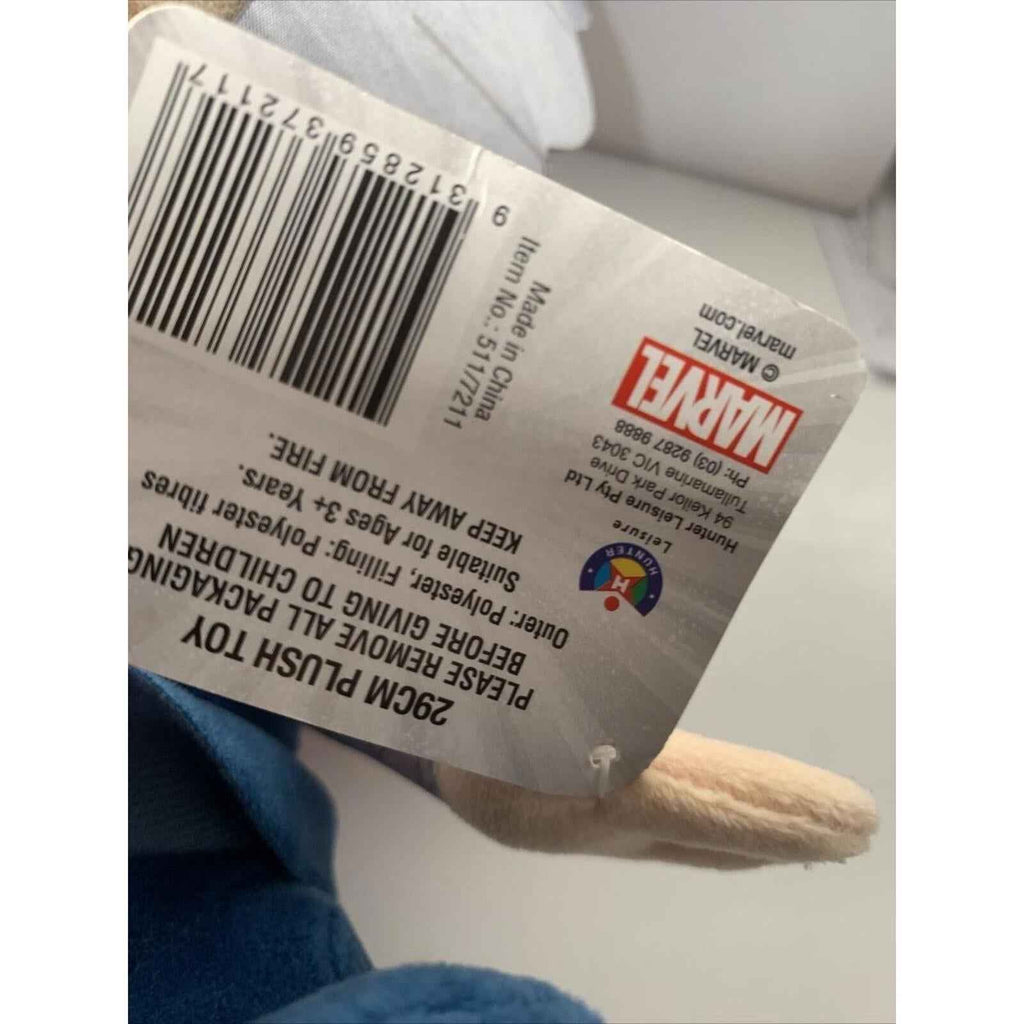 29CM PLUSH TOY
PLEASE REMOVE ALL PACKAGING
BEFORE GIVING TO CHILDREN
Outer: Polyester, Filling: Polyester fibres
Suitable for Ages 3+ Years.
KEEP AWAY FROM FIRE.
HUNTER
H
Leisure
Hunter Leisure Pty Ltd
94 Keilor Park Drive
Tullamarine VIC 3043
Ph: (03) 9287 9888
MARVEL
© MARVEL
marvel.com
Made in China
Item No.: 511/7211
9 312859 372117